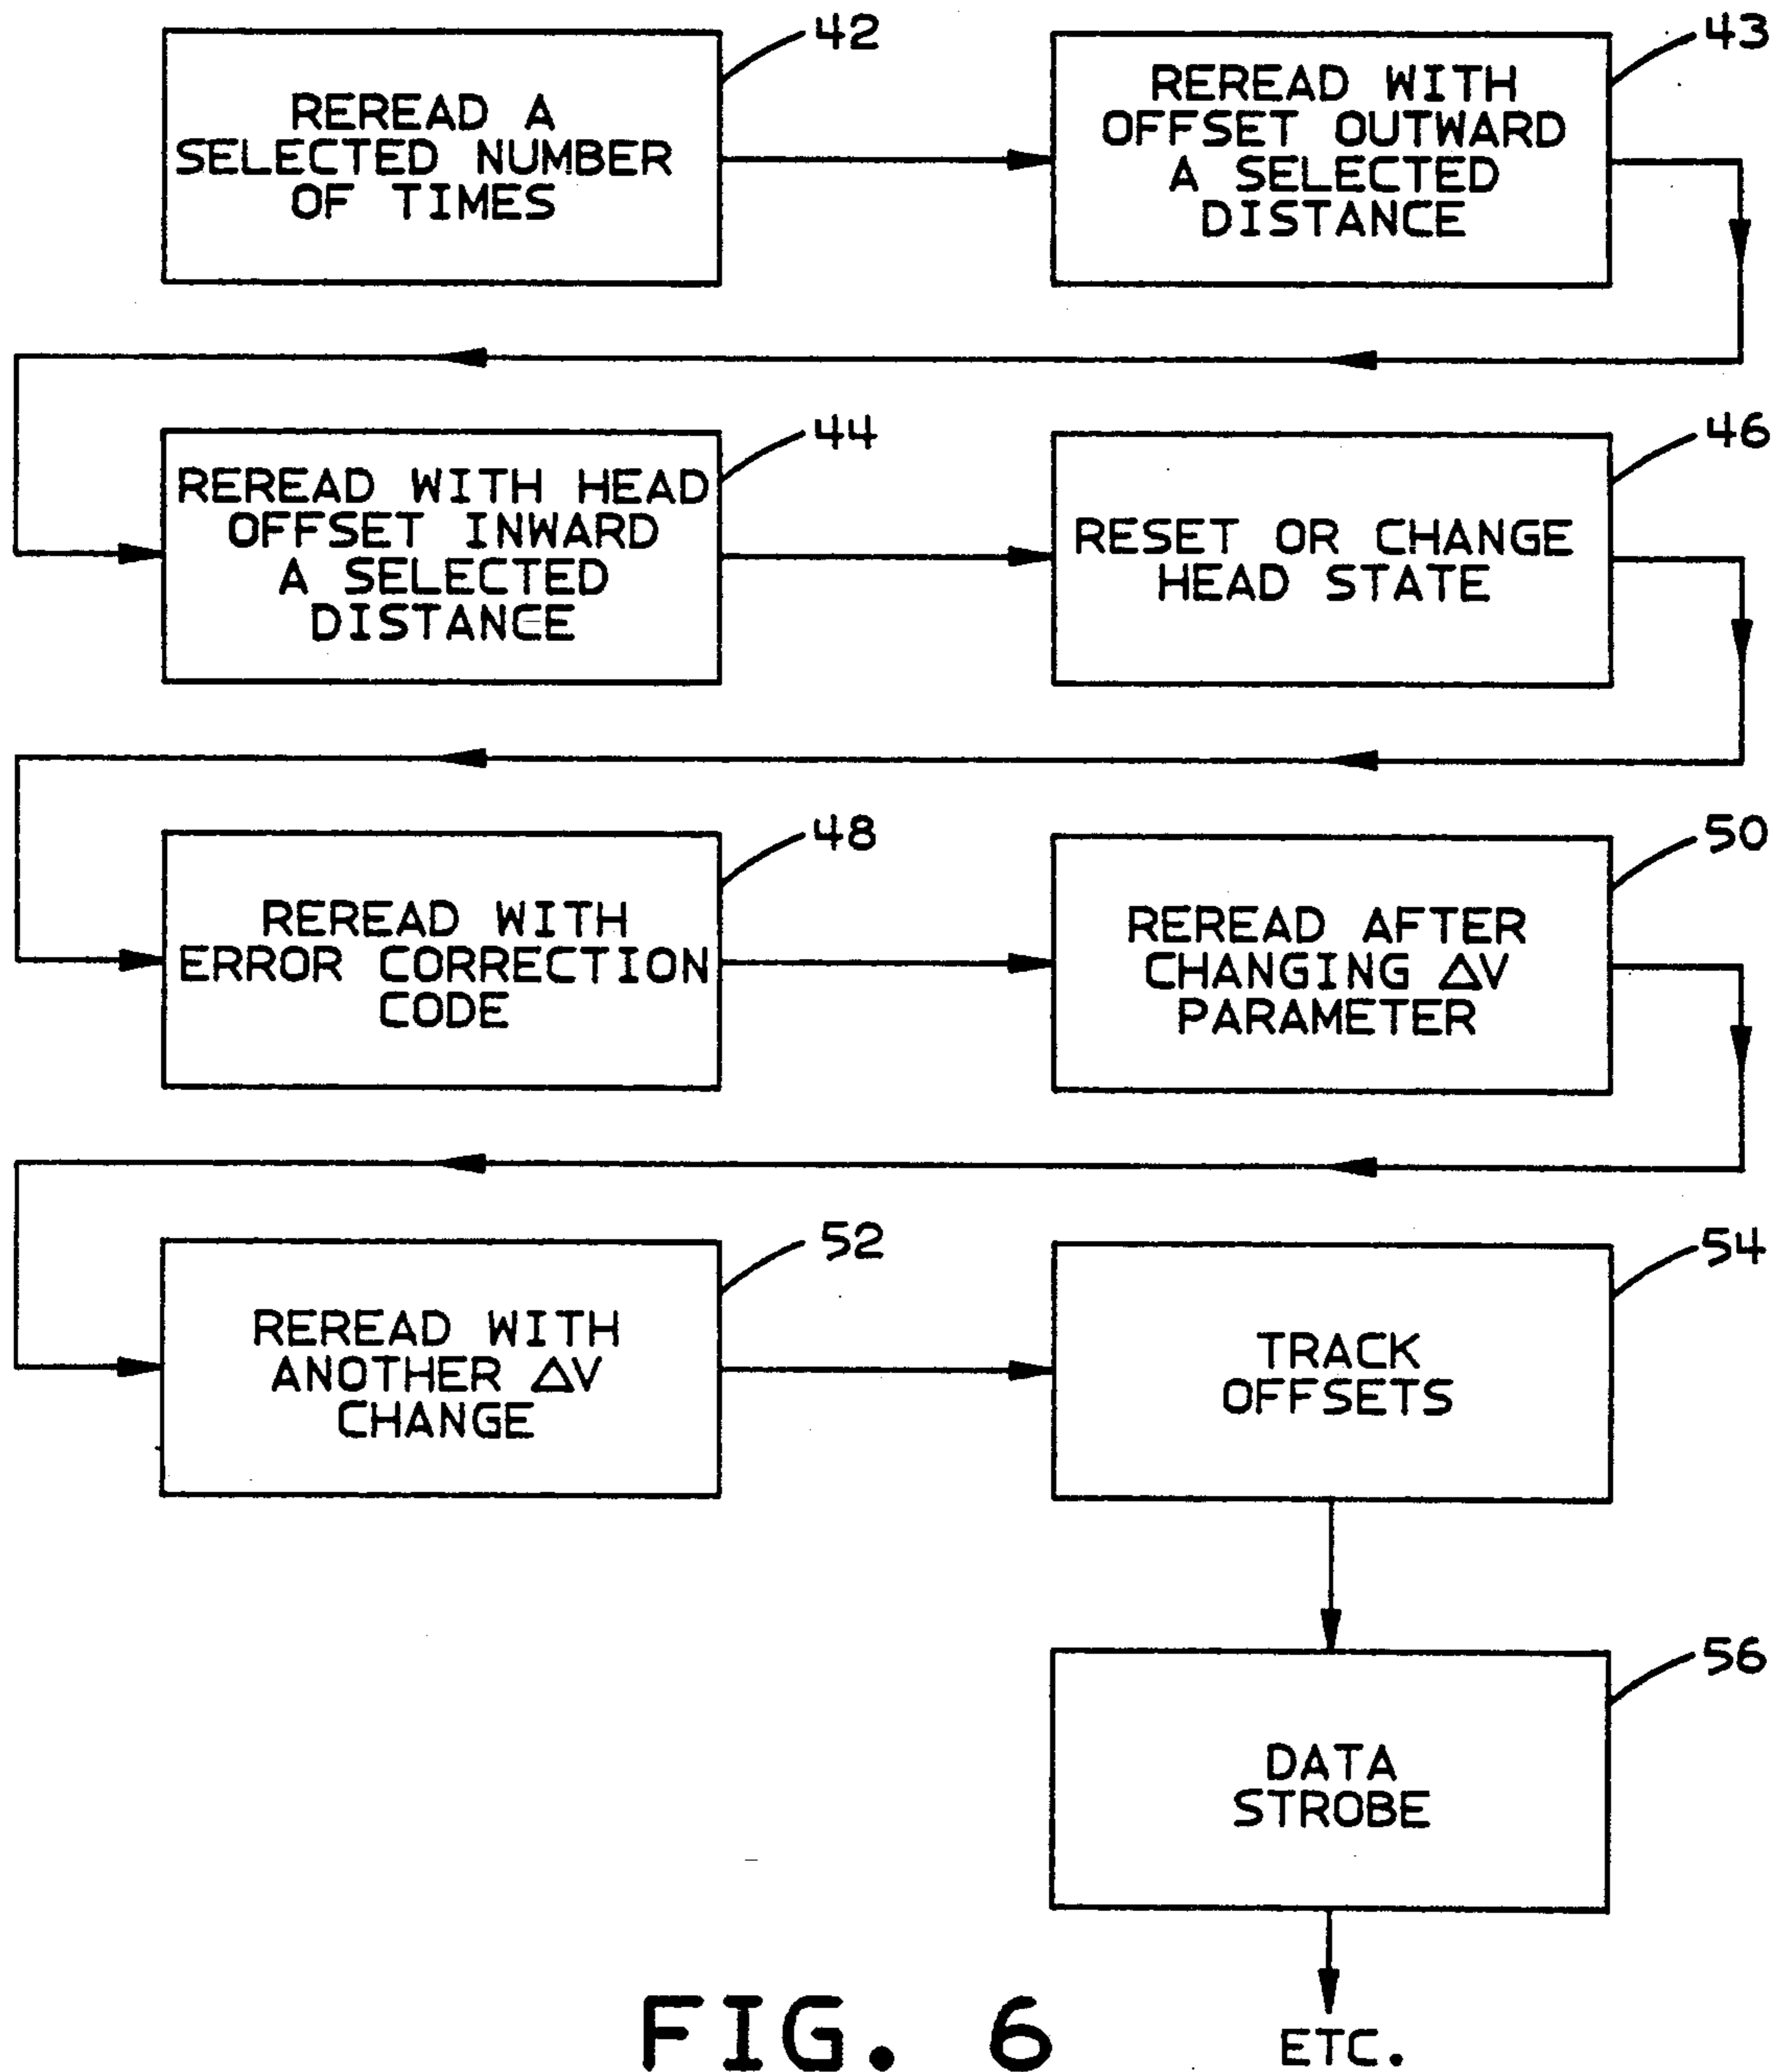 42
REREAD A
SELECTED NUMBER
OF TIMES
43
REREAD WITH
OFFSET OUTWARD
A SELECTED
DISTANCE
44
REREAD WITH HEAD
OFFSET INWARD
A SELECTED
DISTANCE
46
RESET OR CHANGE
HEAD STATE
48
REREAD WITH
ERROR CORRECTION
CODE
50
REREAD AFTER
CHANGING ΔV
PARAMETER
52
REREAD WITH
ANOTHER ΔV
CHANGE
54
TRACK
OFFSETS
56
DATA
STROBE
ETC.
FIG. 6